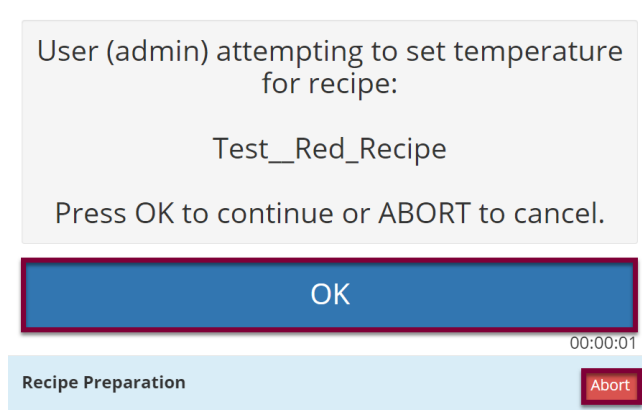 User (admin) attempting to set temperature
for recipe:
Test__Red_Recipe
Press OK to continue or ABORT to cancel.
OK
00:00:01
Recipe Preparation
Abort